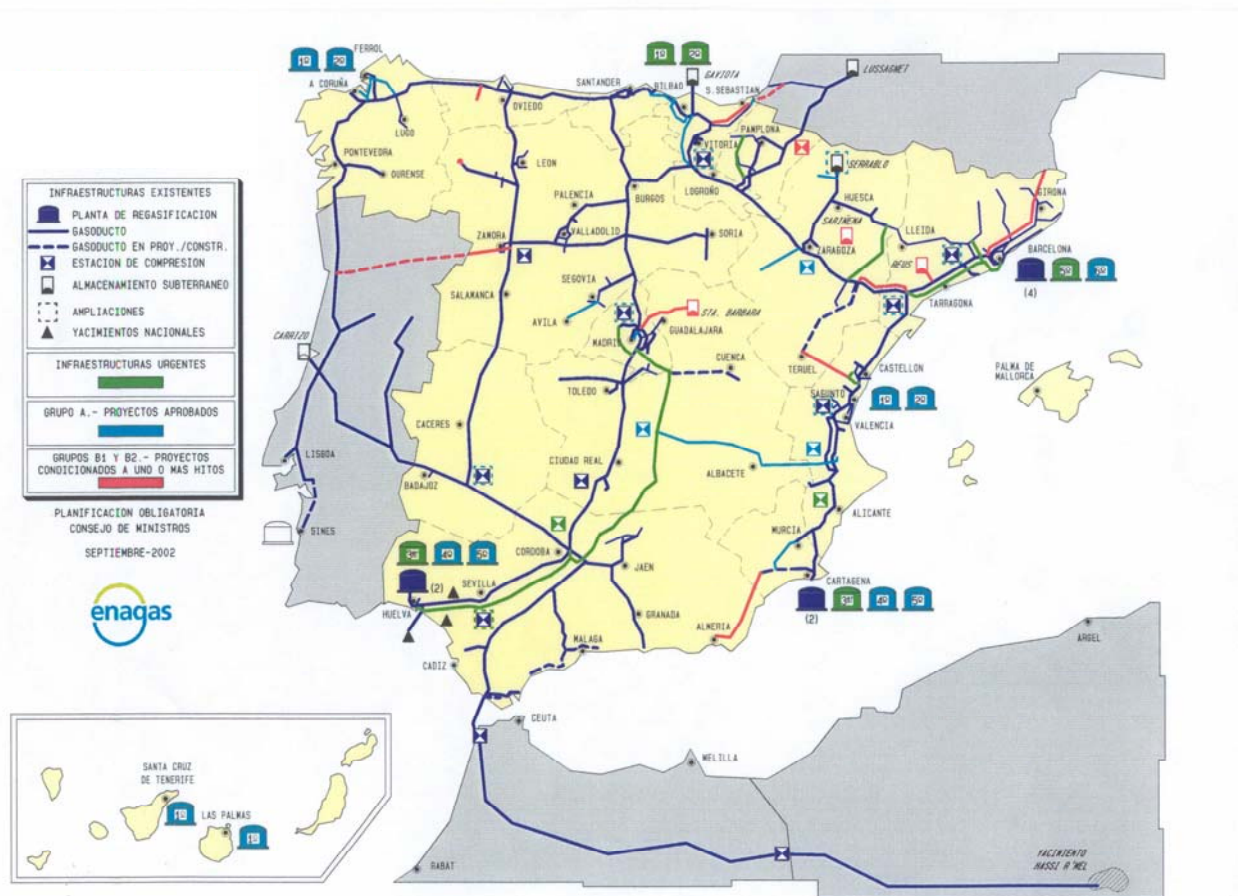 FERROL
A CORUÑA
LUGO
PONTEVEDRA
OURENSE
OVIEDO
SANTANDER
BILBAO
GAVIOTA
S. SEBASTIAN
LUSSAGNET
VITORIA
PAMPLONA
LOGROÑO
SERRABLO
HUESCA
SARIÑENA
LEON
PALENCIA
BURGOS
ZAMORA
VALLADOLID
SORIA
ZARAGOZA
LLEIDA
REUS
GIRONA
BARCELONA
(4)
TARRAGONA
SEGOVIA
SALAMANCA
AVILA
STA. BARBARA
GUADALAJARA
MADRID
CUENCA
TERUEL
CASTELLON
PALMA DE
MALLORCA
TOLEDO
SAGUNTO
VALENCIA
CACERES
CIUDAD REAL
ALBACETE
BADAJOZ
ALICANTE
MURCIA
CORDOBA
JAEN
CARTAGENA
(2)
SEVILLA
(2)
HUELVA
GRANADA
ALMERIA
MALAGA
CADIZ
CARRIZO
LISBOA
SINES
CEUTA
MELILLA
ARGEL
RABAT
YACIMIENTO
HASSI R'MEL
INFRAESTRUCTURAS EXISTENTES
PLANTA DE REGASIFICACION
GASODUCTO
GASODUCTO EN PROY./CONSTR.
ESTACION DE COMPRESION
ALMACENAMIENTO SUBTERRANEO
AMPLIACIONES
YACIMIENTOS NACIONALES
INFRAESTRUCTURAS URGENTES
GRUPO A.- PROYECTOS APROBADOS
GRUPOS B1 Y B2.- PROYECTOS
CONDICIONADOS A UNO O MAS HITOS
PLANIFICACION OBLIGATORIA
CONSEJO DE MINISTROS
SEPTIEMBRE-2002
enagas
SANTA CRUZ
DE TENERIFE
LAS PALMAS